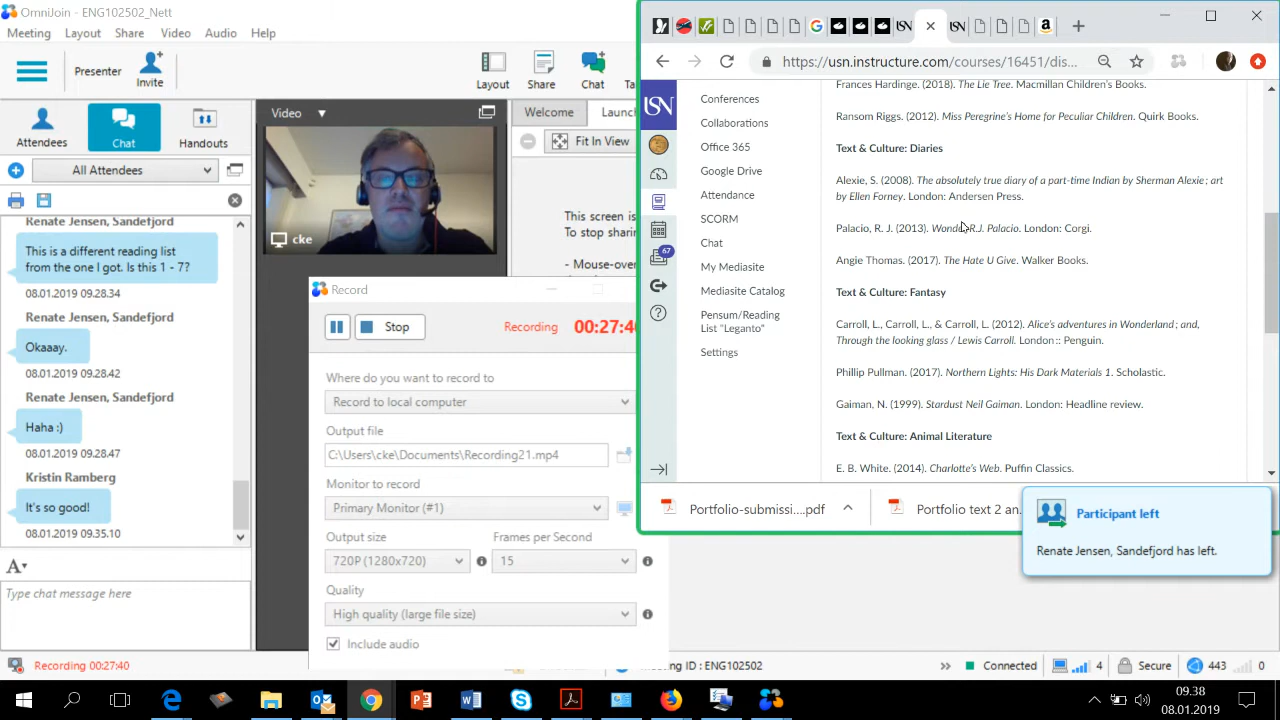 OmniJoin - ENG102502_Nett
Meeting Layout Share Video Audio Help
Presenter
Invite
Layout Share Chat
Attendees Chat Handouts
All Attendees
Renate Jensen, Sandefjord
This is a different reading list
from the one I got. Is this 1 - 7?
08.01.2019 09.28.34
Renate Jensen, Sandefjord
Okaaay.
08.01.2019 09.28.42
Renate Jensen, Sandefjord
Haha :)
08.01.2019 09.28.47
Kristin Ramberg
It's so good!
08.01.2019 09.35.10
A
Type chat message here
Recording 00:27:40
Video
cke
Welcome
Fit In View
This screen is
To stop sharin
- Mouse-over
Record
Stop
Recording
00:27:40
Where do you want to record to
Record to local computer
Output file
C:\Users\cke\Documents\Recording21.mp4
Monitor to record
Primary Monitor (#1)
Output size Frames per Second
720P (1280x720) 15
Quality
High quality (large file size)
Include audio
https://usn.instructure.com/courses/16451/dis...
USN
67
Conferences
Collaborations
Office 365
Google Drive
Attendance
SCORM
Chat
My Mediasite
Mediasite Catalog
Pensum/Reading
List "Leganto"
Settings
Frances Hardinge. (2018). The Lie Tree. Macmillan Children's Books.
Ransom Riggs. (2012). Miss Peregrine's Home for Peculiar Children. Quirk Books.
Text & Culture: Diaries
Alexie, S. (2008). The absolutely true diary of a part-time Indian by Sherman Alexie ; art
by Ellen Forney. London: Andersen Press.
Palacio, R. J. (2013). Wonder R.J. Palacio. London: Corgi.
Angie Thomas. (2017). The Hate U Give. Walker Books.
Text & Culture: Fantasy
Carroll, L., Carroll, L., & Carroll, L. (2012). Alice's adventures in Wonderland ; and,
Through the looking glass / Lewis Carroll. London :: Penguin.
Phillip Pullman. (2017). Northern Lights: His Dark Materials 1. Scholastic.
Gaiman, N. (1999). Stardust Neil Gaiman. London: Headline review.
Text & Culture: Animal Literature
E. B. White. (2014). Charlotte's Web. Puffin Classics.
Portfolio-submissi....pdf
Portfolio text 2 an...
Participant left
Renate Jensen, Sandefjord has left.
ID : ENG102502
Connected
4
Secure
443
0
09.38
08.01.2019